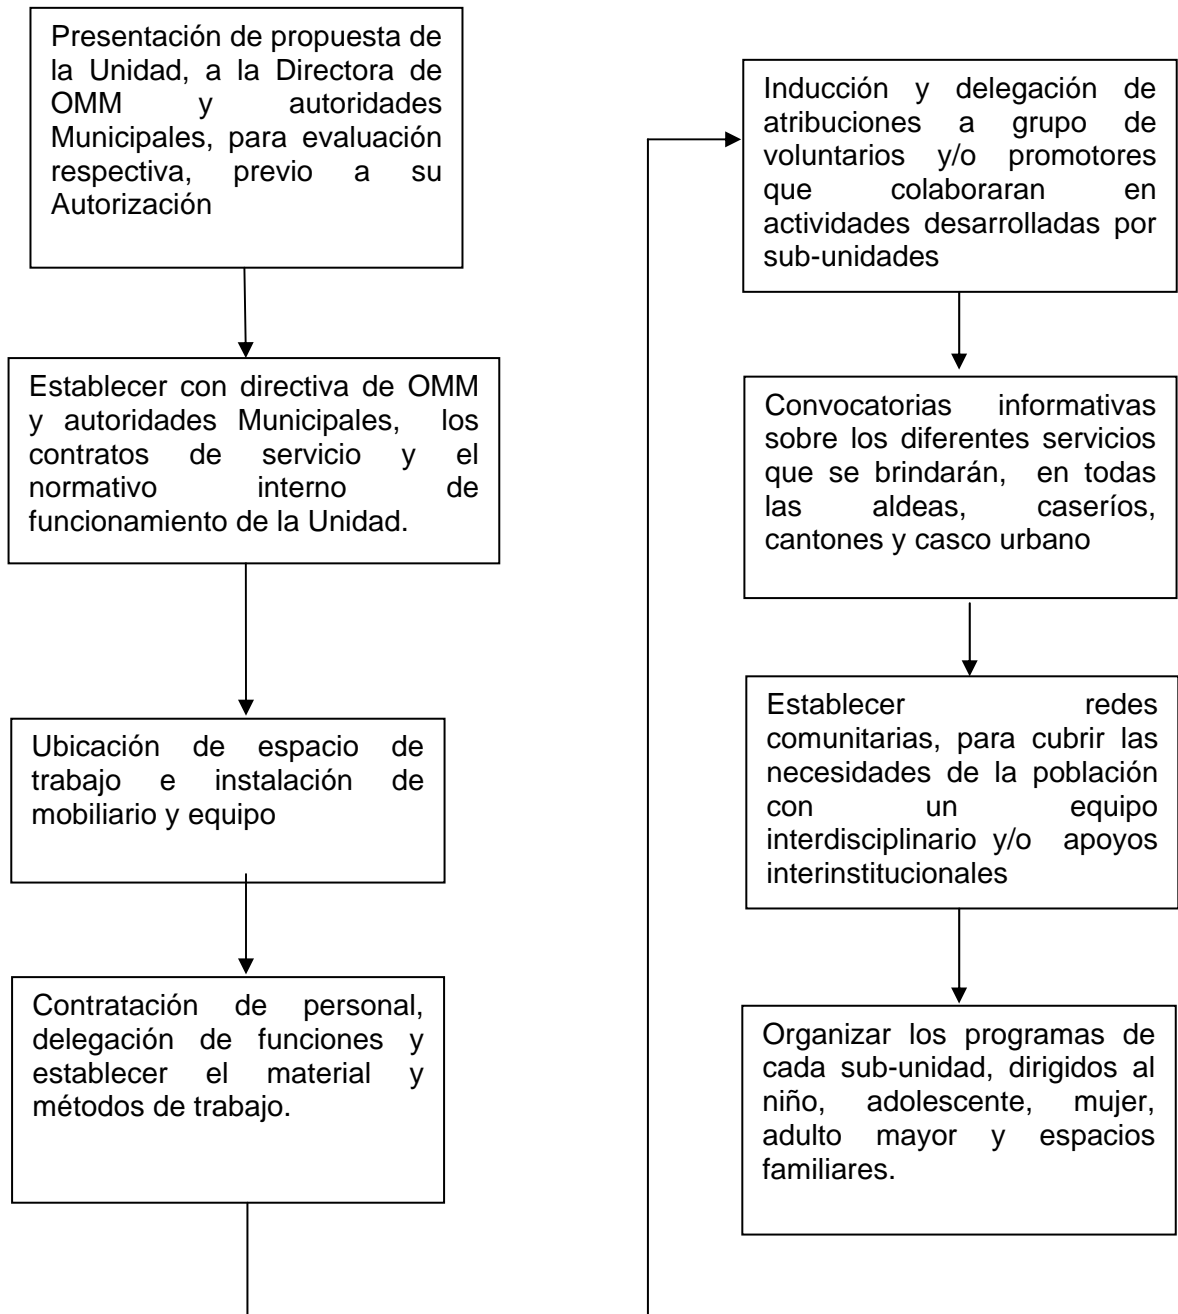 Presentación de propuesta de
la Unidad, a la Directora de
OMM y autoridades
Municipales, para evaluación
respectiva, previo a su
Autorización
Establecer con directiva de OMM
y autoridades Municipales, los
contratos de servicio y el
normativo interno de
funcionamiento de la Unidad.
Ubicación de espacio de
trabajo e instalación de
mobiliario y equipo
Contratación de personal,
delegación de funciones y
establecer el material y
métodos de trabajo.
Inducción y delegación de
atribuciones a grupo de
voluntarios y/o promotores
que colaboraran en
actividades desarrolladas por
sub-unidades
Convocatorias informativas
sobre los diferentes servicios
que se brindarán, en todas
las aldeas, caseríos,
cantones y casco urbano
Establecer redes
comunitarias, para cubrir las
necesidades de la población
con un equipo
interdisciplinario y/o apoyos
interinstitucionales
Organizar los programas de
cada sub-unidad, dirigidos al
niño, adolescente, mujer,
adulto mayor y espacios
familiares.